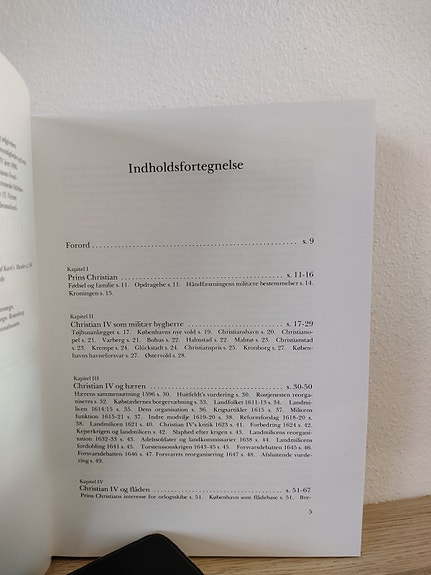 Indholdsfortegnelse
Forord s. 9
Kapitel I
Prins Christian s. 11-16
Fødsel og familie s. 11. Opdragelse s. 11. Håndfæstningens militære bestemmelser s. 14.
Kroningen s. 15.
Kapitel II
Christian IV som militær bygherre s. 17-29
Tøjhusanlægget s. 17. Københavns nye vold s. 19. Christianshavn s. 20. Christiano-
pel s. 21. Varberg s. 21. Bohus s. 22. Halmstad s. 22. Malmø s. 23. Christianstad
s. 23. Krempe s. 24. Glückstadt s. 24. Christianspris s. 25. Kronborg s. 27. Køben-
havns havneforsvar s. 27. Østervold s. 28.
Kapitel III
Christian IV og hæren s. 30-50
Hærens sammensætning 1596 s. 30. Huitfeldt's vurdering s. 30. Rostjenesten reorga-
niseres s. 32. Købstædernes borgervæbning s. 33. Landfolket 1611-13 s. 34. Landmili-
cen 1614/15 s. 35. Dens organisation s. 36. Krigsartikler 1615 s. 37. Milicens
funktion 1615-21 s. 37. Indre modvilje 1619-20 s. 38. Reformforslag 1618-20 s.
38. Landmilicen 1621 s. 40. Christian IV's kritik 1623 s. 41. Forbedring 1624 s. 42.
Kejserkrigen og landmilicen s. 42. Slaphed efter krigen s. 43. Landmilicens reorgani-
sation 1632-33 s. 43. Adelsoldater og landkommissarier 1638 s. 44. Landmilicens
fordobling 1641 s. 45. Torstenssonskrigen 1643-45 s. 45. Forsvarsdebatten 1645 s. 46.
Forsvarsdebatten 1646 s. 47. Forsvarets reorganisering 1647 s. 48. Afsluttende vurde-
ring s. 49.
Kapitel IV
Christian IV og flåden s. 51-67
Prins Christians interesse for orlogsskibe s. 51. København som flådebase s. 51. Bre-
5